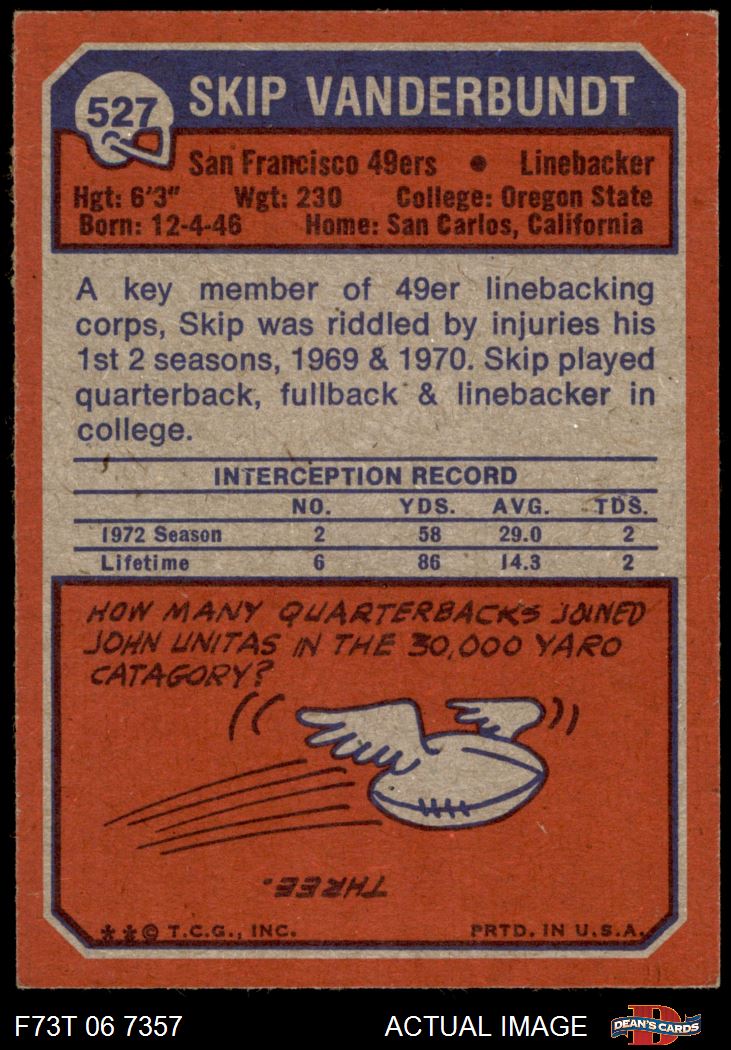 527
SKIP VANDERBUNDT
San Francisco 49ers • Linebacker
Hgt: 6'3" Wgt: 230 College: Oregon State
Born: 12-4-46 Home: San Carlos, California
A key member of 49er linebacking
corps, Skip was riddled by injuries his
1st 2 seasons, 1969 & 1970. Skip played
quarterback, fullback & linebacker in
college.
INTERCEPTION RECORD
NO. YDS. AVG. TDS.
1972 Season 2 58 29.0 2
Lifetime 6 86 14.3 2
HOW MANY QUARTERBACKS JOINED
JOHN UNITAS IN THE 30,000 YARD
CATAGORY?
THREE.
**© T.C.G., INC. PRTD. IN U.S.A.
F73T 06 7357 ACTUAL IMAGE
D
DEAN'S CARDS